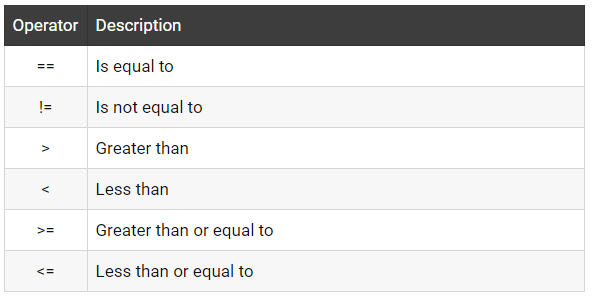 Operator Description
== Is equal to
!= Is not equal to
> Greater than
< Less than
>= Greater than or equal to
<= Less than or equal to